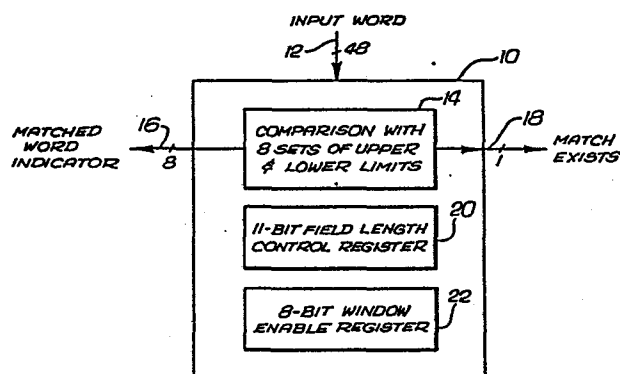 INPUT WORD
12
48
10
14
COMPARISON WITH
8 SETS OF UPPER
& LOWER LIMITS
MATCHED
WORD
INDICATOR
16
8
18
1
MATCH
EXISTS
11-BIT FIELD LENGTH
CONTROL REGISTER
20
8-BIT WINDOW
ENABLE REGISTER
22